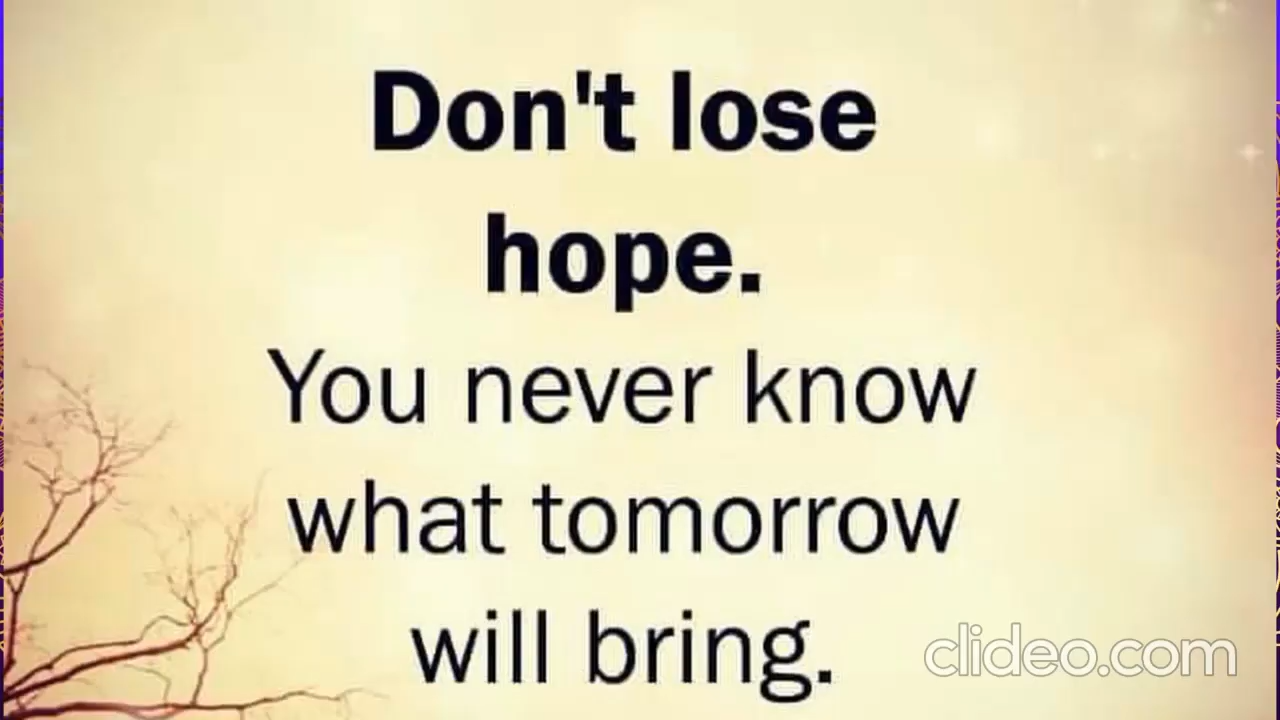 Don't lose
hope.
You never know
what tomorrow
will bring.
clideo.com